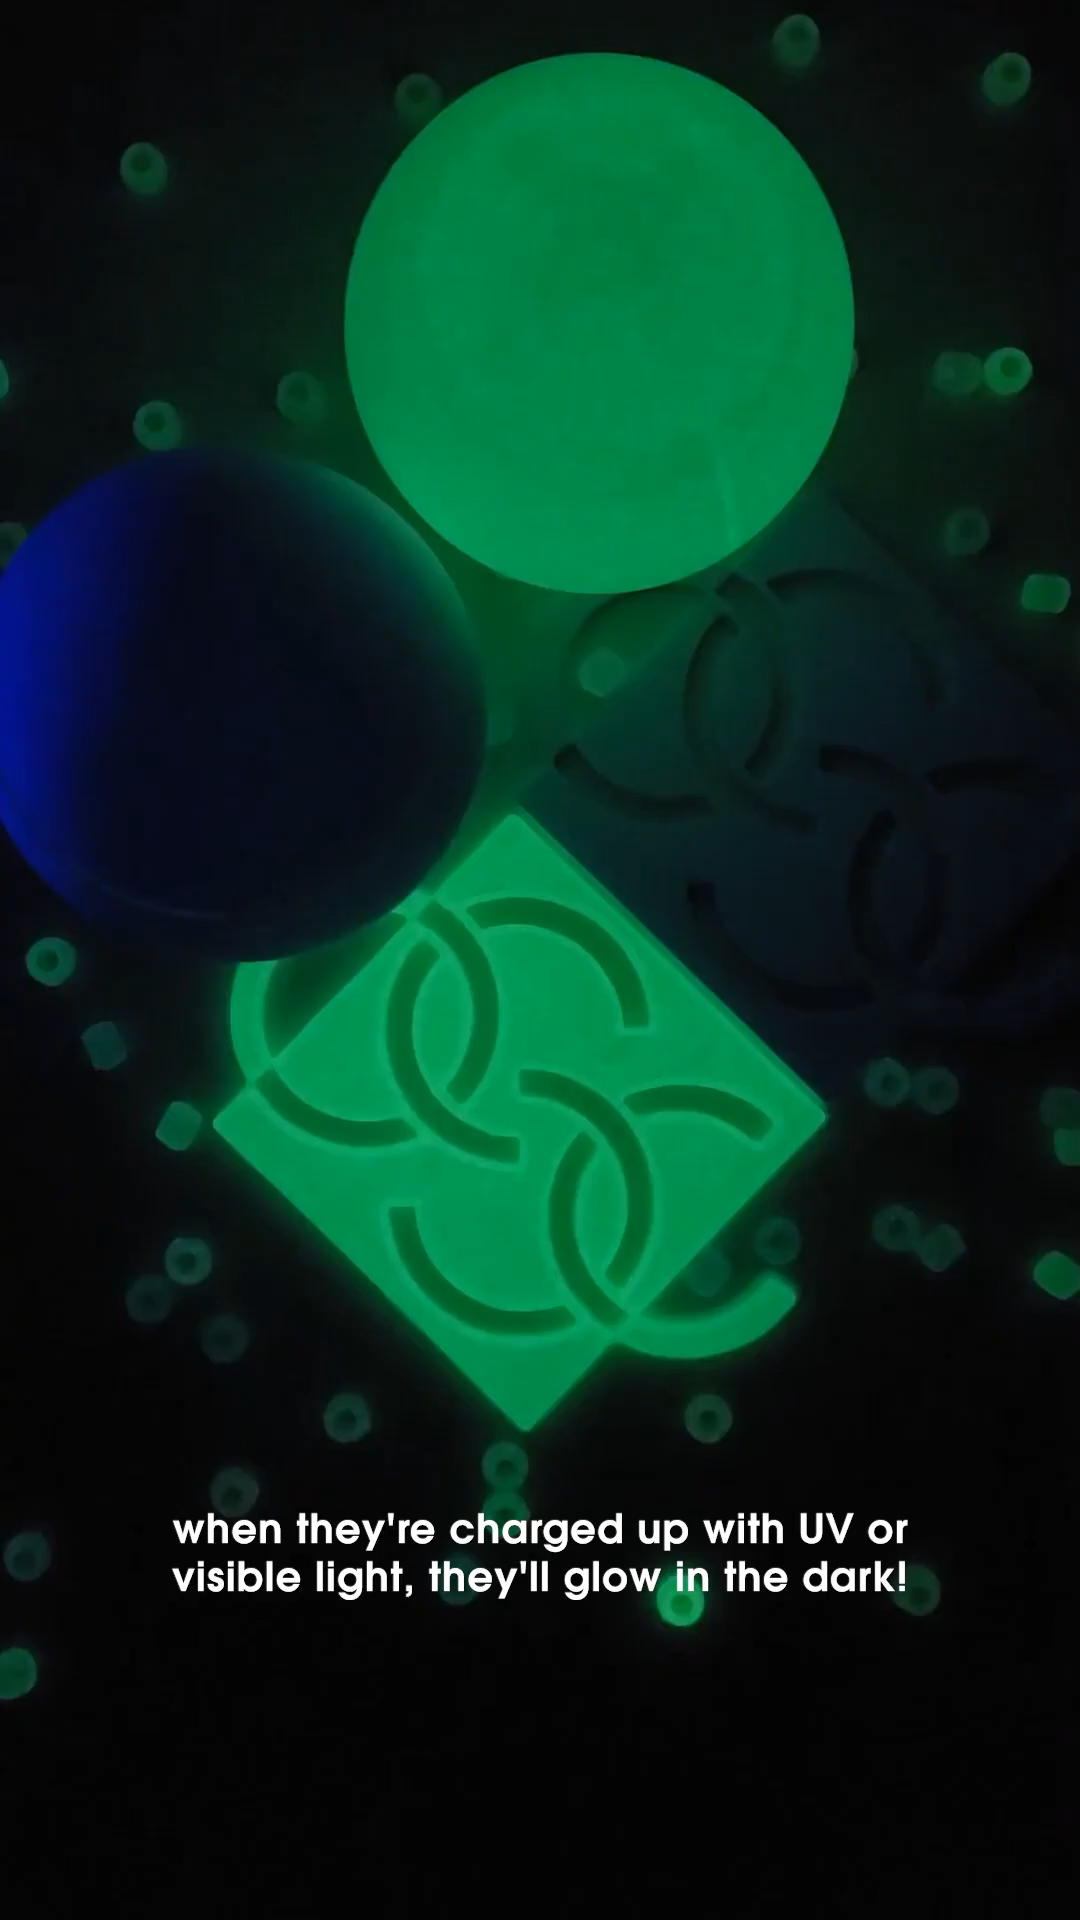 when they're charged up with UV or
visible light, they'll glow in the dark!